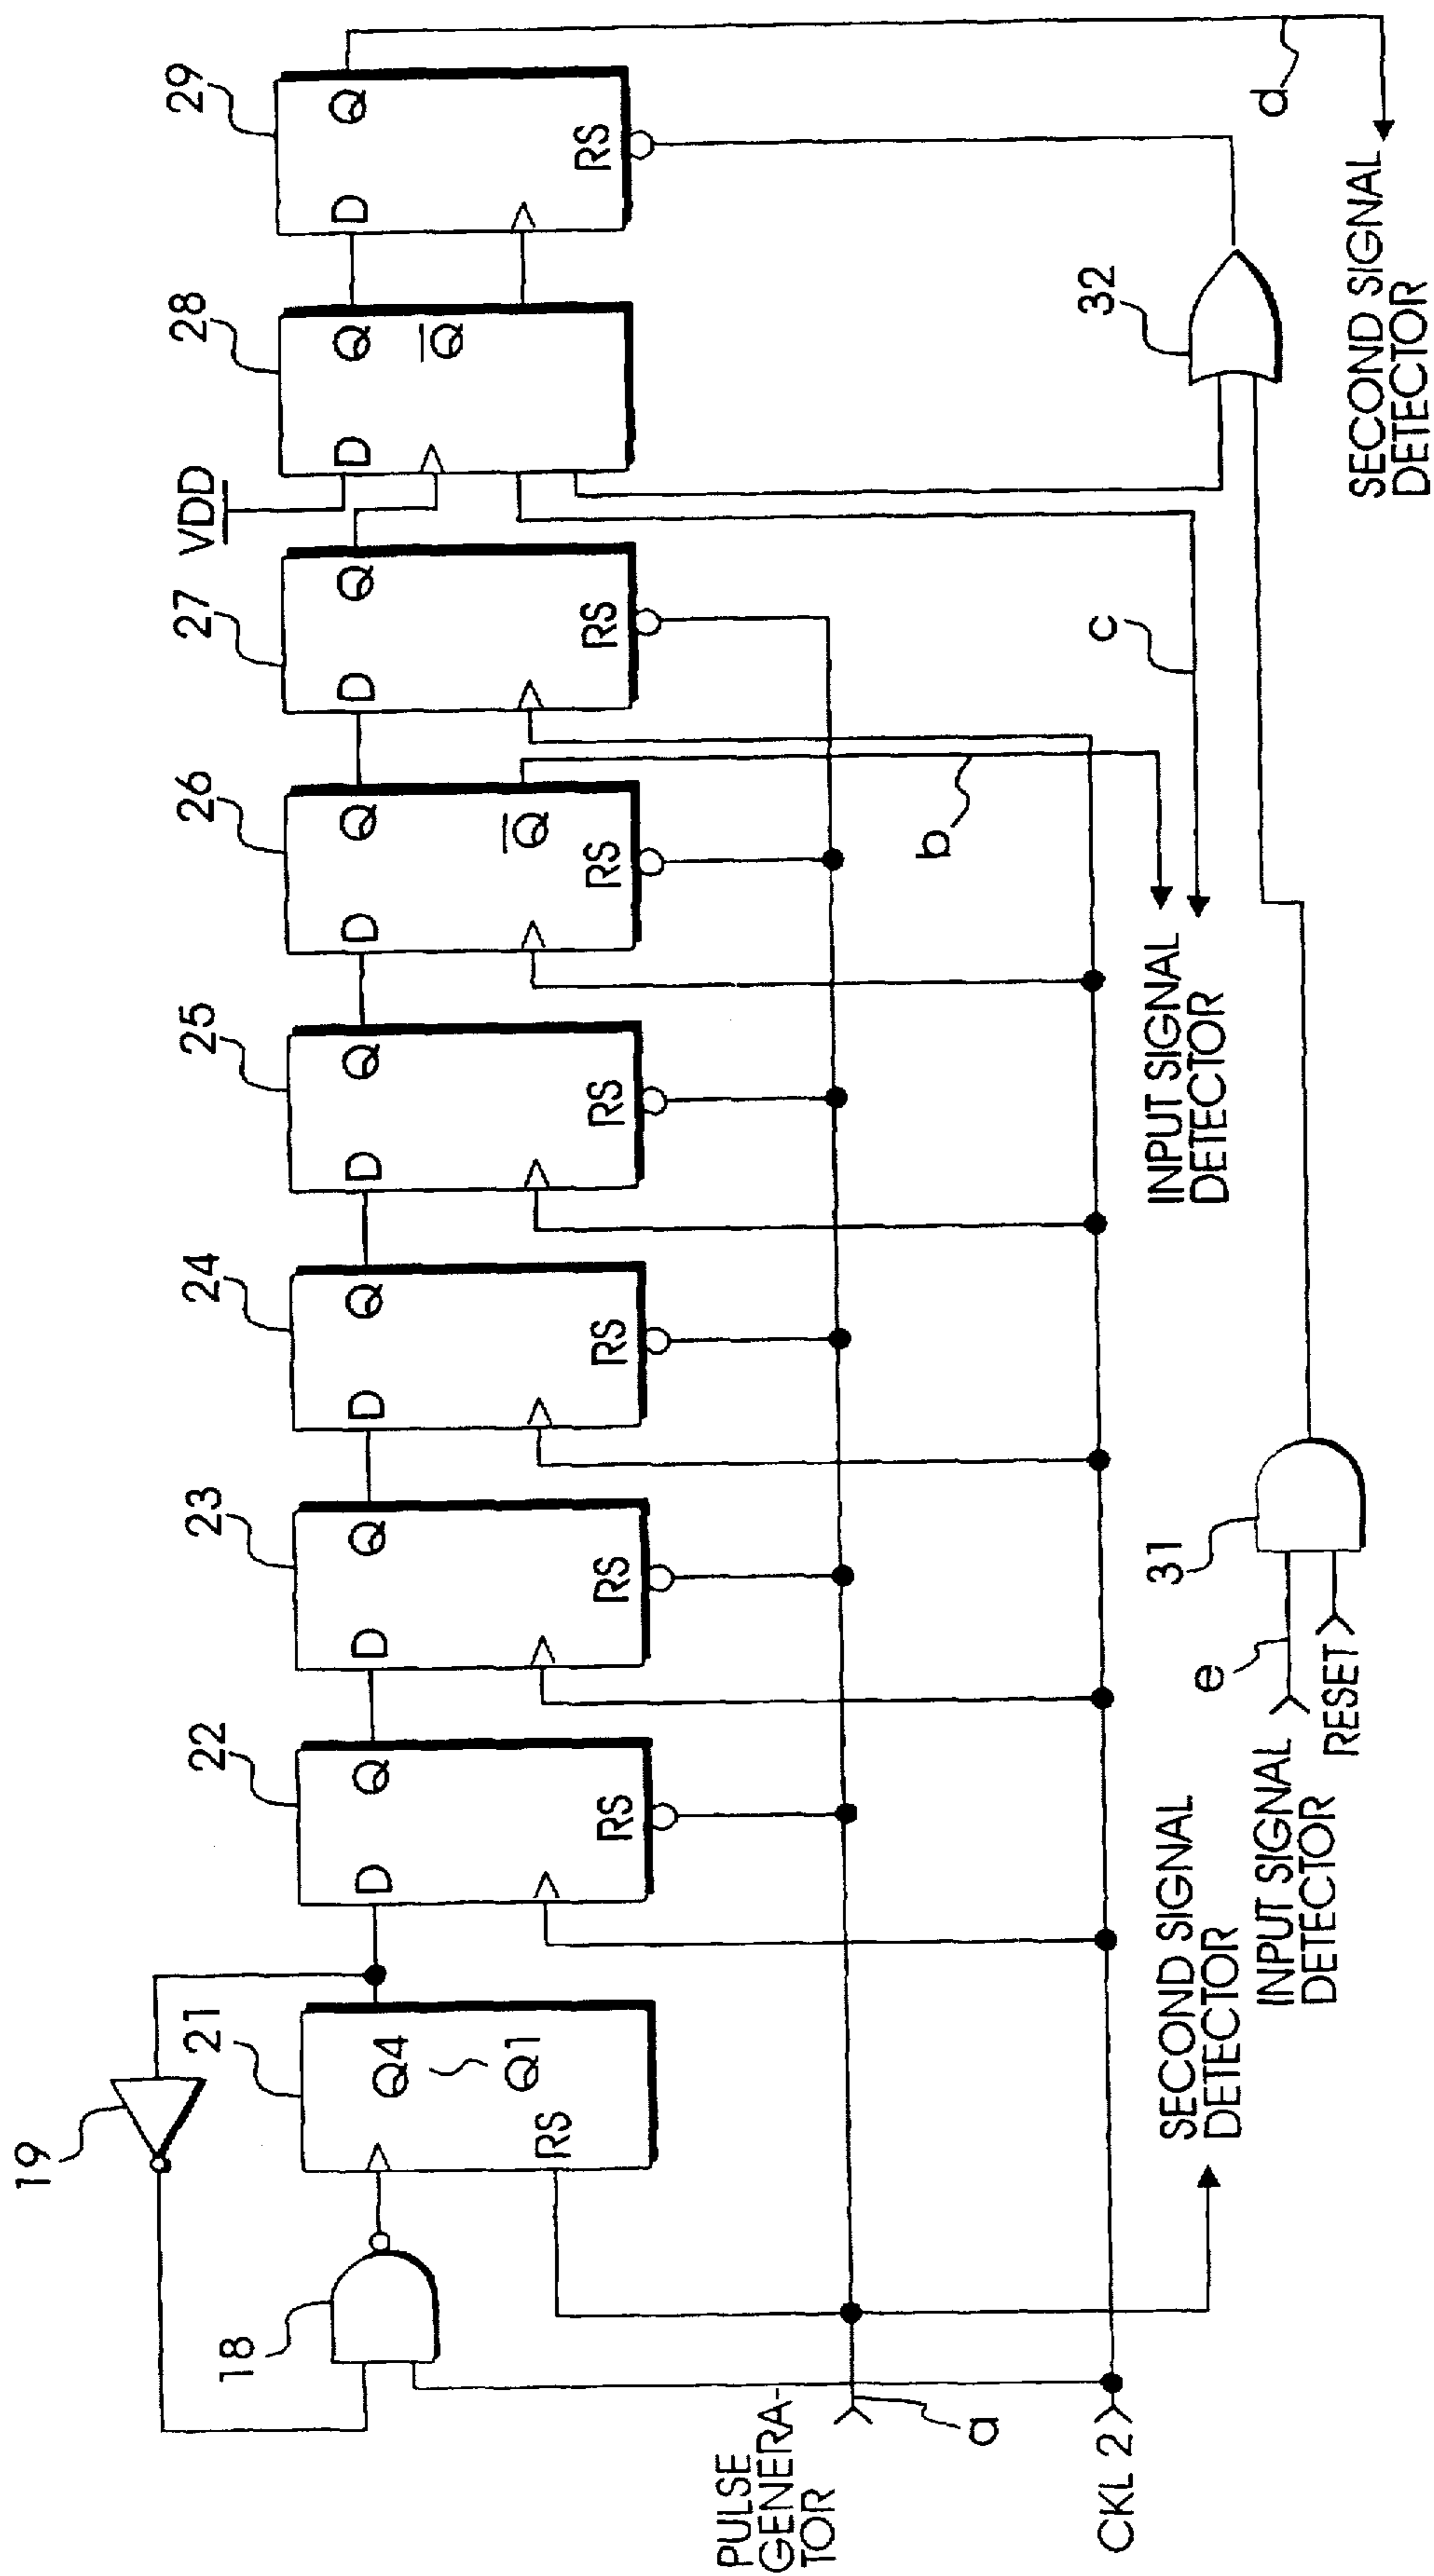 19
18
21
22
23
24
25
26
27
28
29
VDD
Q4
Q1
RS
D
Q
RS
D
Q
RS
D
Q
RS
D
Q
RS
D
Q
Q
RS
D
Q
RS
D
Q
Q
D
Q
RS
PULSE
GENERA-
TOR
a
CKL 2
SECOND SIGNAL
DETECTOR
INPUT SIGNAL
DETECTOR
e
RESET
31
INPUT SIGNAL
DETECTOR
b
c
32
d
SECOND SIGNAL
DETECTOR